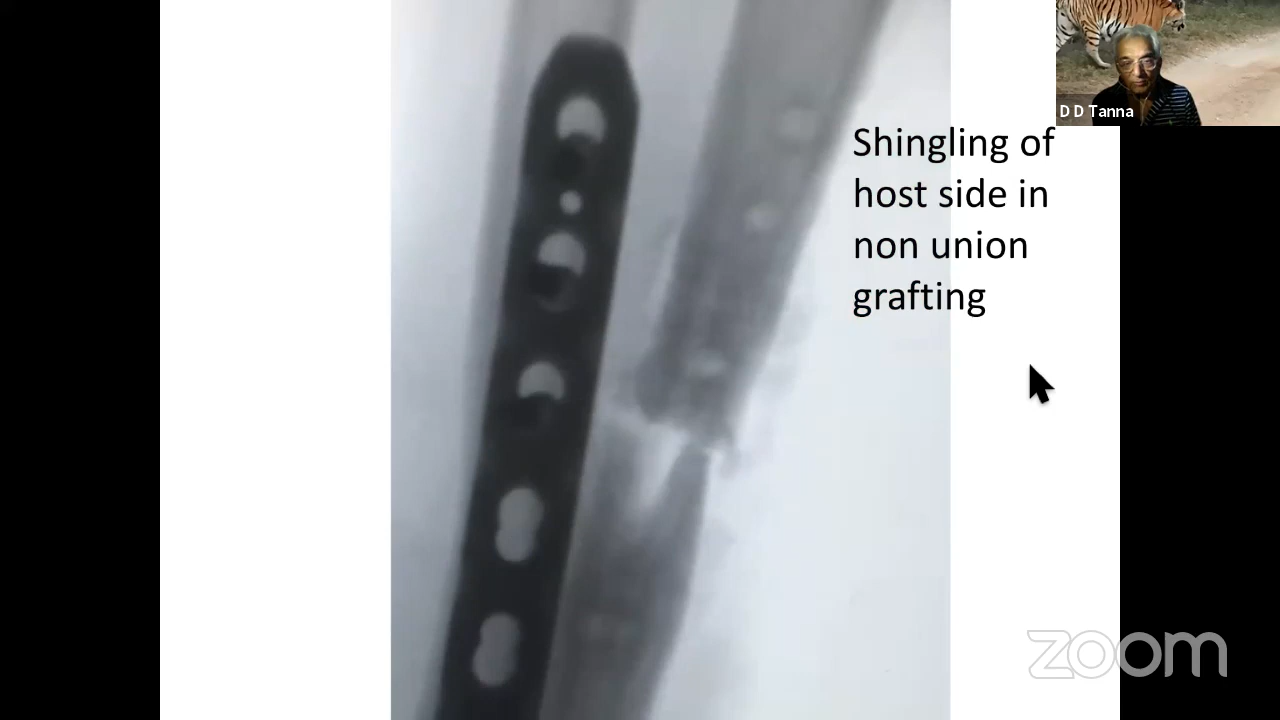 D D Tanna
Shingling of
host side in
non union
grafting
zoom